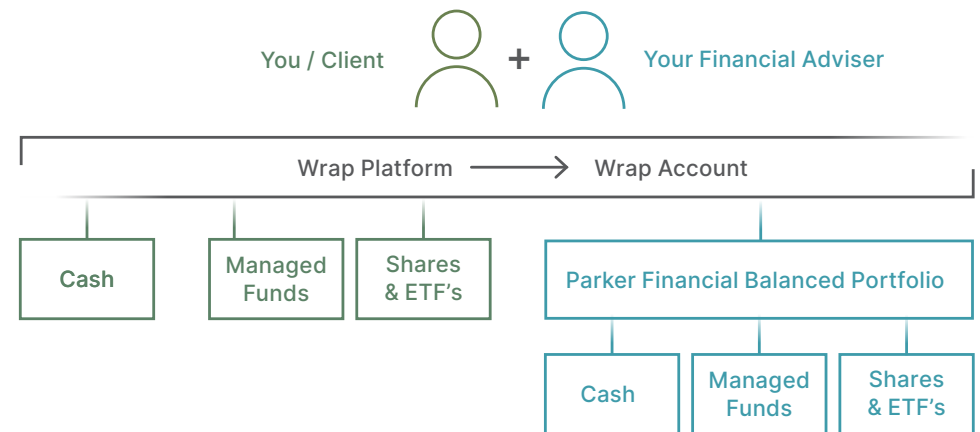 You / Client
+
Your Financial Adviser
Wrap Platform
Wrap Account
Cash
Managed
Funds
Shares
& ETF's
Parker Financial Balanced Portfolio
Cash
Managed
Funds
Shares
& ETF's